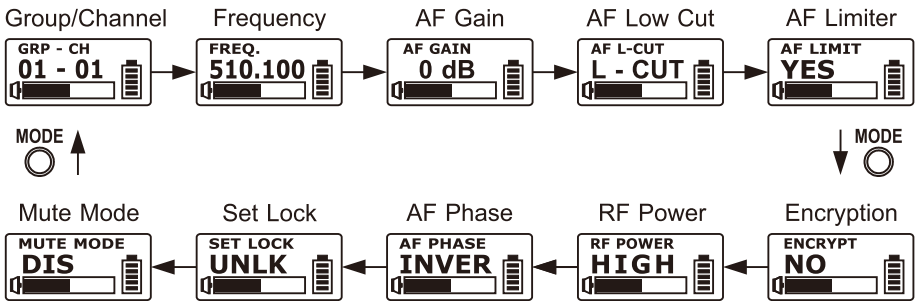 Group/Channel
GRP - CH
01 - 01
Frequency
FREQ.
510.100
AF Gain
AF GAIN
0 dB
AF Low Cut
AF L-CUT
L - CUT
AF Limiter
AF LIMIT
YES
MODE
MODE
Mute Mode
MUTE MODE
DIS
Set Lock
SET LOCK
UNLK
AF Phase
AF PHASE
INVER
RF Power
RF POWER
HIGH
Encryption
ENCRYPT
NO